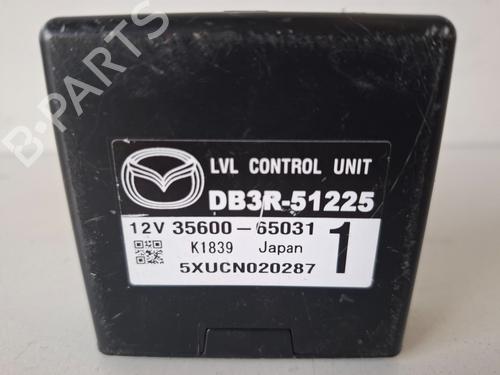 B-PARTS
LVL CONTROL UNIT
DB3R-51225
12V 35600-65031
K1839 Japan 1
5XUCN020287